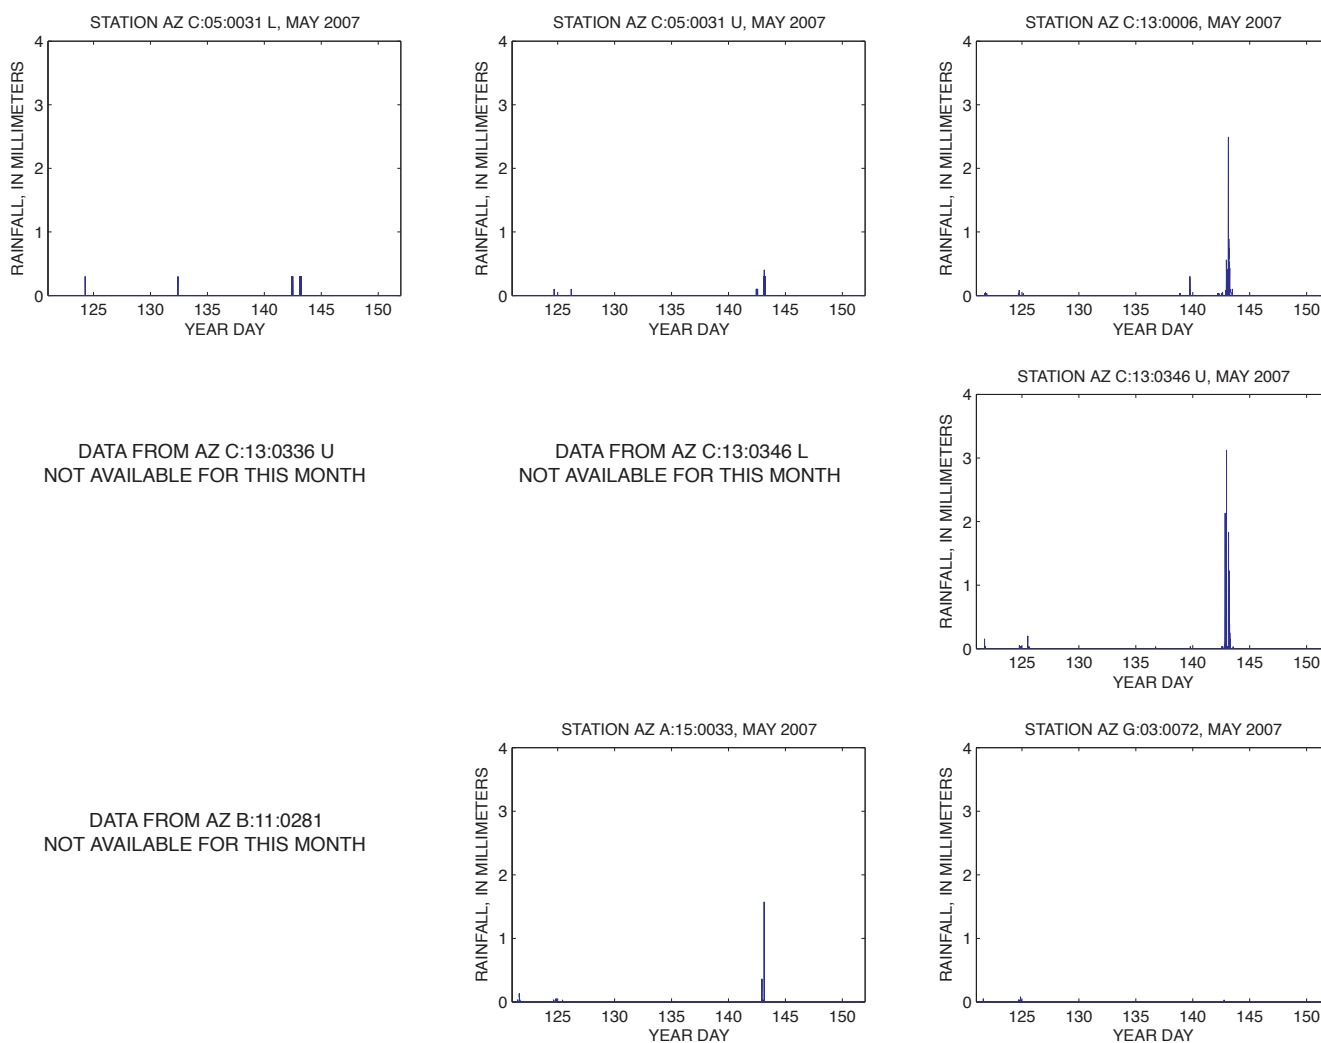 STATION AZ C:05:0031 L, MAY 2007
4
3
2
1
0
RAINFALL, IN MILLIMETERS
125 130 135 140 145 150
YEAR DAY
STATION AZ C:05:0031 U, MAY 2007
4
3
2
1
0
RAINFALL, IN MILLIMETERS
125 130 135 140 145 150
YEAR DAY
STATION AZ C:13:0006, MAY 2007
4
3
2
1
0
RAINFALL, IN MILLIMETERS
125 130 135 140 145 150
YEAR DAY
DATA FROM AZ C:13:0336 U
NOT AVAILABLE FOR THIS MONTH
DATA FROM AZ C:13:0346 L
NOT AVAILABLE FOR THIS MONTH
STATION AZ C:13:0346 U, MAY 2007
4
3
2
1
0
RAINFALL, IN MILLIMETERS
125 130 135 140 145 150
YEAR DAY
DATA FROM AZ B:11:0281
NOT AVAILABLE FOR THIS MONTH
STATION AZ A:15:0033, MAY 2007
4
3
2
1
0
RAINFALL, IN MILLIMETERS
125 130 135 140 145 150
YEAR DAY
STATION AZ G:03:0072, MAY 2007
4
3
2
1
0
RAINFALL, IN MILLIMETERS
125 130 135 140 145 150
YEAR DAY